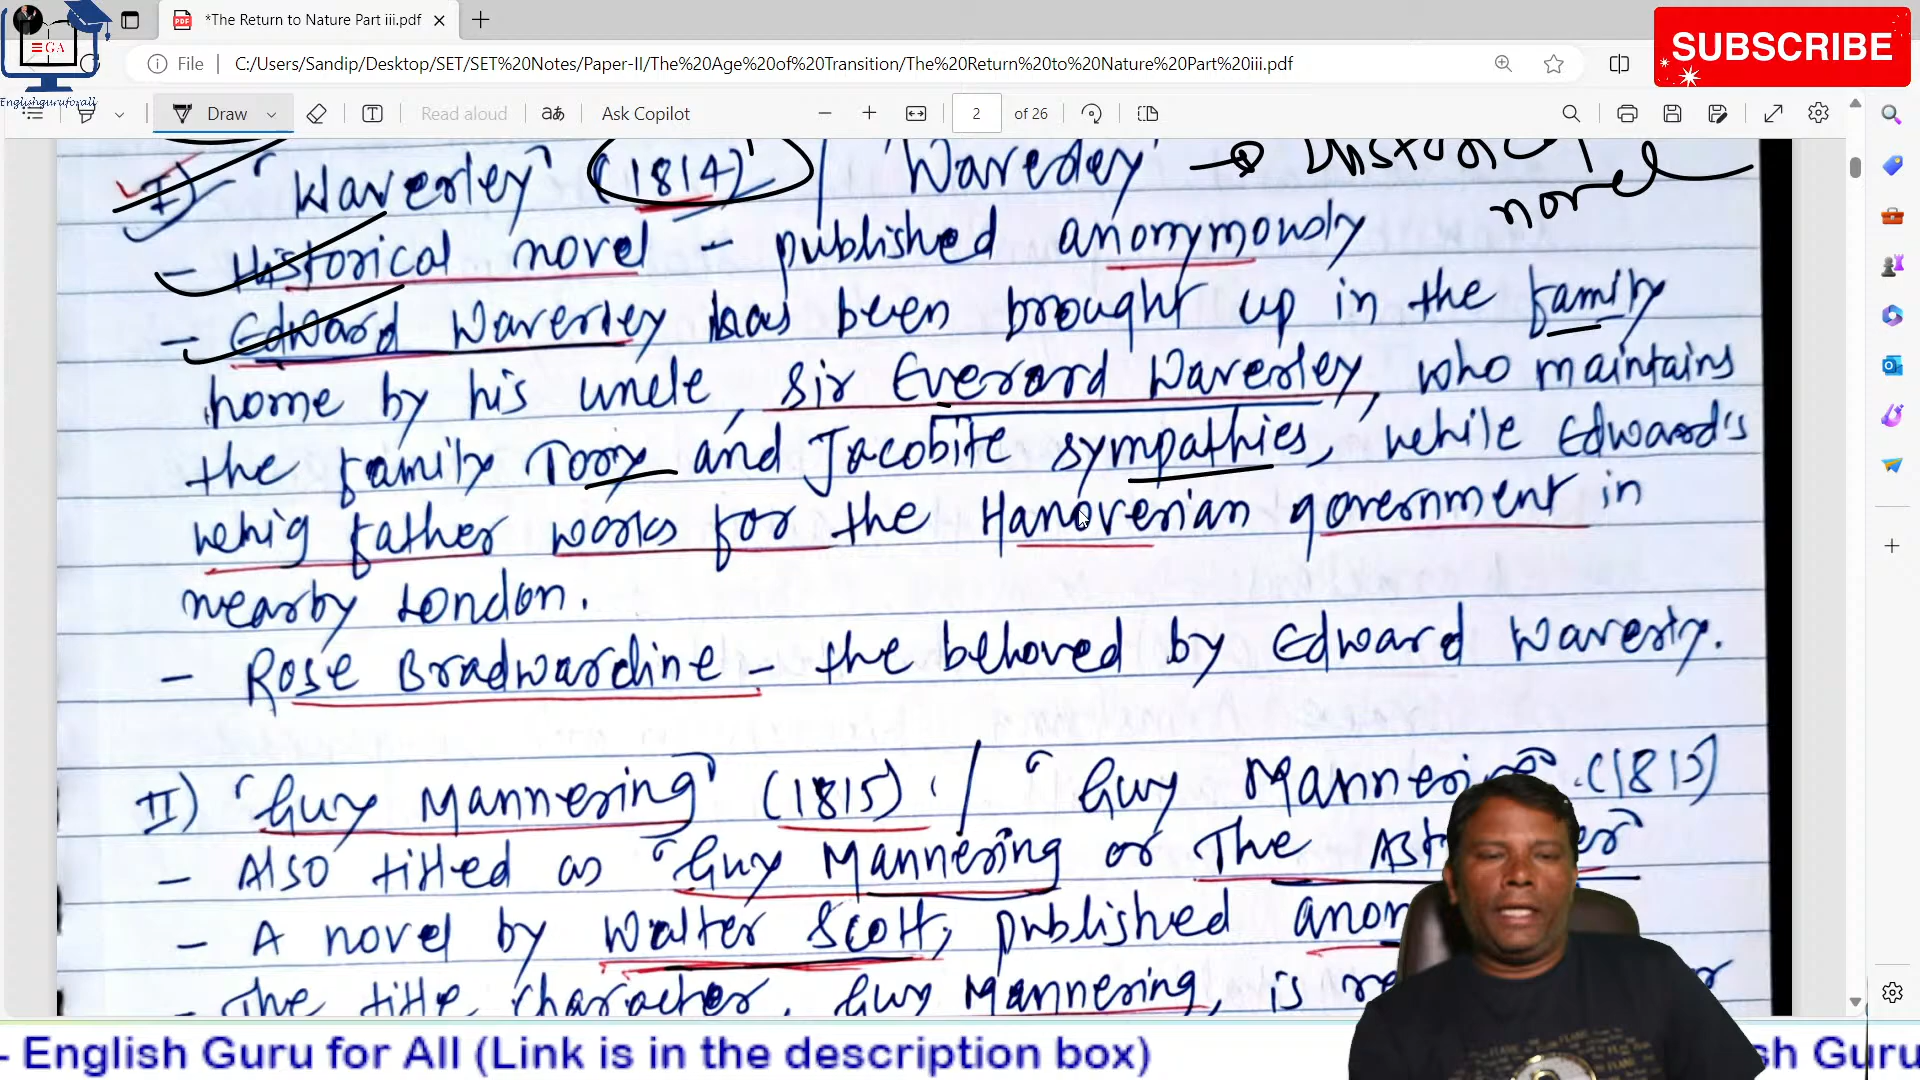 *The Return to Nature Part iii.pdf
SUBSCRIBE
EGA
Englishguruforall
File
C:/Users/Sandip/Desktop/SET/SET%20Notes/Paper-II/The%20Age%20of%20Transition/The%20Return%20to%20Nature%20Part%20iii.pdf
Draw
Read aloud
Ask Copilot
2
of 26
I) "Waverley" (1814) / 'Waverley' → Historical
novel
- Historical novel - published anonymously
- Edward Waverley has been brought up in the family
home by his uncle, Sir Everard Waverley, who maintains
the family Tory and Jacobite sympathies, while Edward's
whig father works for the Hanoverian government in
nearby London.
- Rose Bradwardine - the beloved by Edward Waverly.
II) "Guy Mannering" (1815) / "Guy Mannering" (1815)
- Also titled as "Guy Mannering or The
- A novel by Walter Scott, published
- The title character, Guy Mannering, is
- English Guru for All (Link is in the description box)
sh Guru